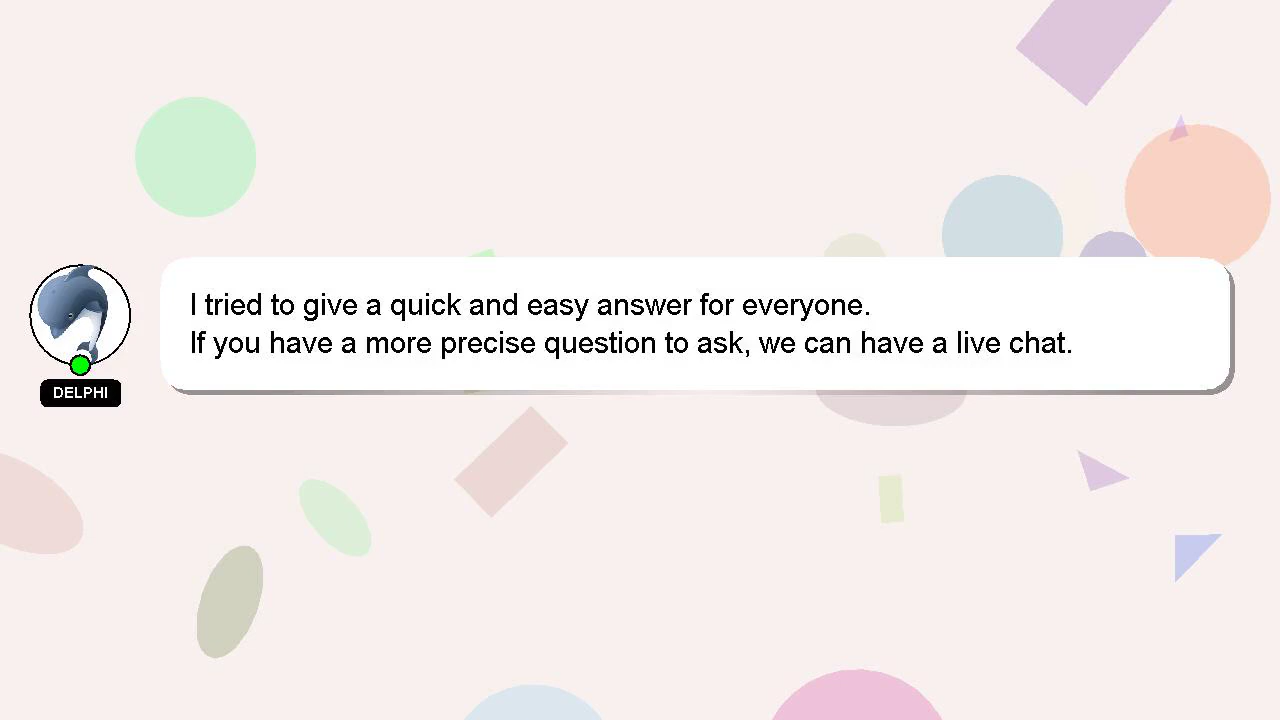 I tried to give a quick and easy answer for everyone.
If you have a more precise question to ask, we can have a live chat.
DELPHI